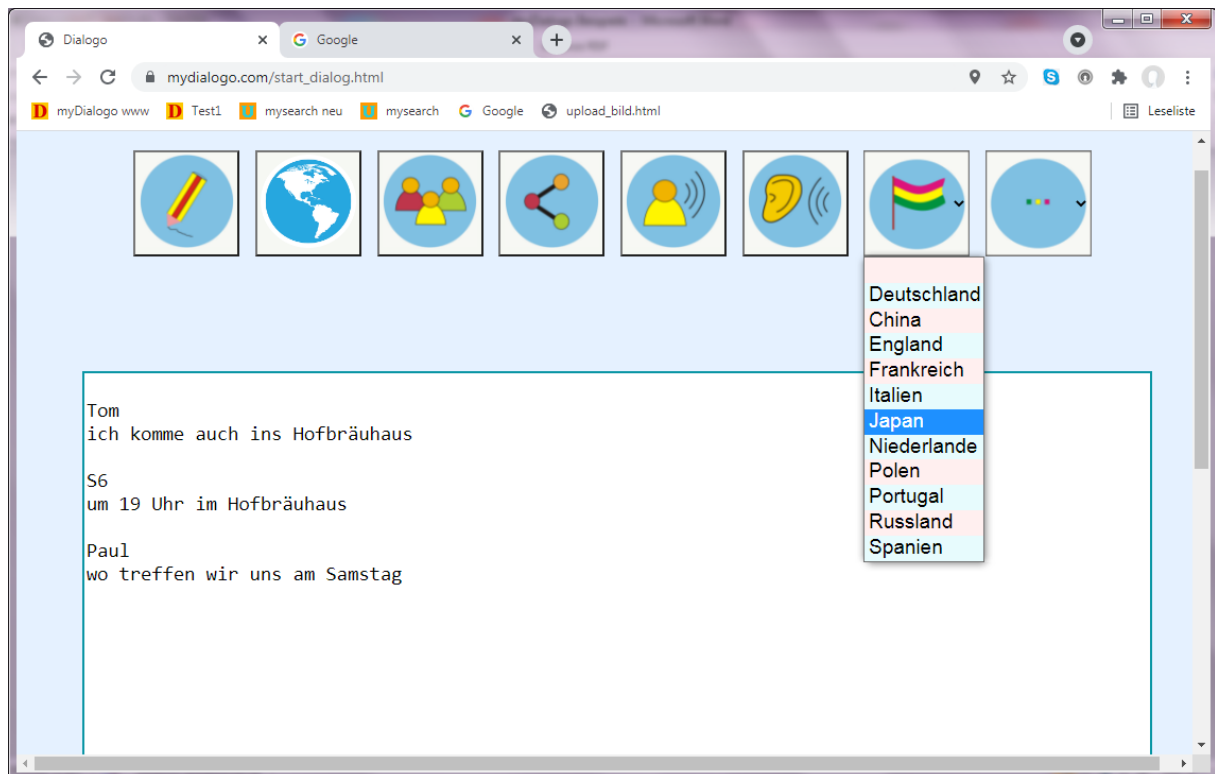 Dialogo
Google
mydialogo.com/start_dialog.html
myDialogo www
Test1
mysearch neu
mysearch
Google
upload_bild.html
Leseliste
Deutschland
China
England
Frankreich
Italien
Japan
Niederlande
Polen
Portugal
Russland
Spanien
Tom
ich komme auch ins Hofbräuhaus
S6
um 19 Uhr im Hofbräuhaus
Paul
wo treffen wir uns am Samstag